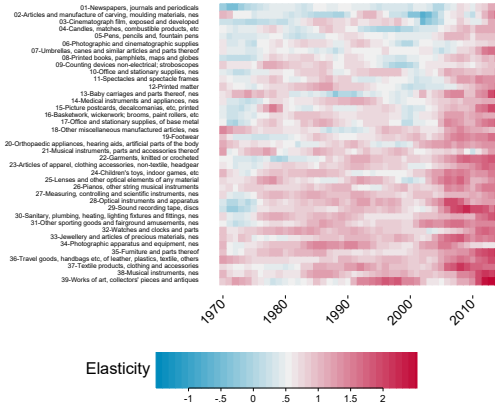 01-Newspapers, journals and periodicals
02-Articles and manufacture of carving, moulding materials, nes
03-Cinematograph film, exposed and developed
04-Candles, matches, combustible products, etc
05-Pens, pencils and, fountain pens
06-Photographic and cinematographic supplies
07-Umbrellas, canes and similar articles and parts thereof
08-Printed books, pamphlets, maps and globes
09-Counting devices non-electrical; stroboscopes
10-Office and stationary supplies, nes
11-Spectacles and spectacle frames
12-Printed matter
13-Baby carriages and parts thereof, nes
14-Medical instruments and appliances, nes
15-Picture postcards, decalcomanias, etc, printed
16-Basketwork, wickerwork; brooms, paint rollers, etc
17-Office and stationary supplies, of base metal
18-Other miscellaneous manufactured articles, nes
19-Footwear
20-Orthopaedic appliances, hearing aids, artificial parts of the body
21-Musical instruments, parts and accessories thereof
22-Garments, knitted or crocheted
23-Articles of apparel, clothing accessories, non-textile, headgear
24-Children's toys, indoor games, etc
25-Lenses and other optical elements of any material
26-Pianos, other string musical instruments
27-Measuring, controlling and scientific instruments, nes
28-Optical instruments and apparatus
29-Sound recording tape, discs
30-Sanitary, plumbing, heating, lighting fixtures and fittings, nes
31-Other sporting goods and fairground amusements, nes
32-Watches and clocks and parts
33-Jewellery and articles of precious materials, nes
34-Photographic apparatus and equipment, nes
35-Furniture and parts thereof
36-Travel goods, handbags etc, of leather, plastics, textile, others
37-Textile products, clothing and accessories
38-Musical instruments, nes
39-Works of art, collectors' pieces and antiques
1970 1980 1990 2000 2010
Elasticity
-1 -.5 0 .5 1 1.5 2